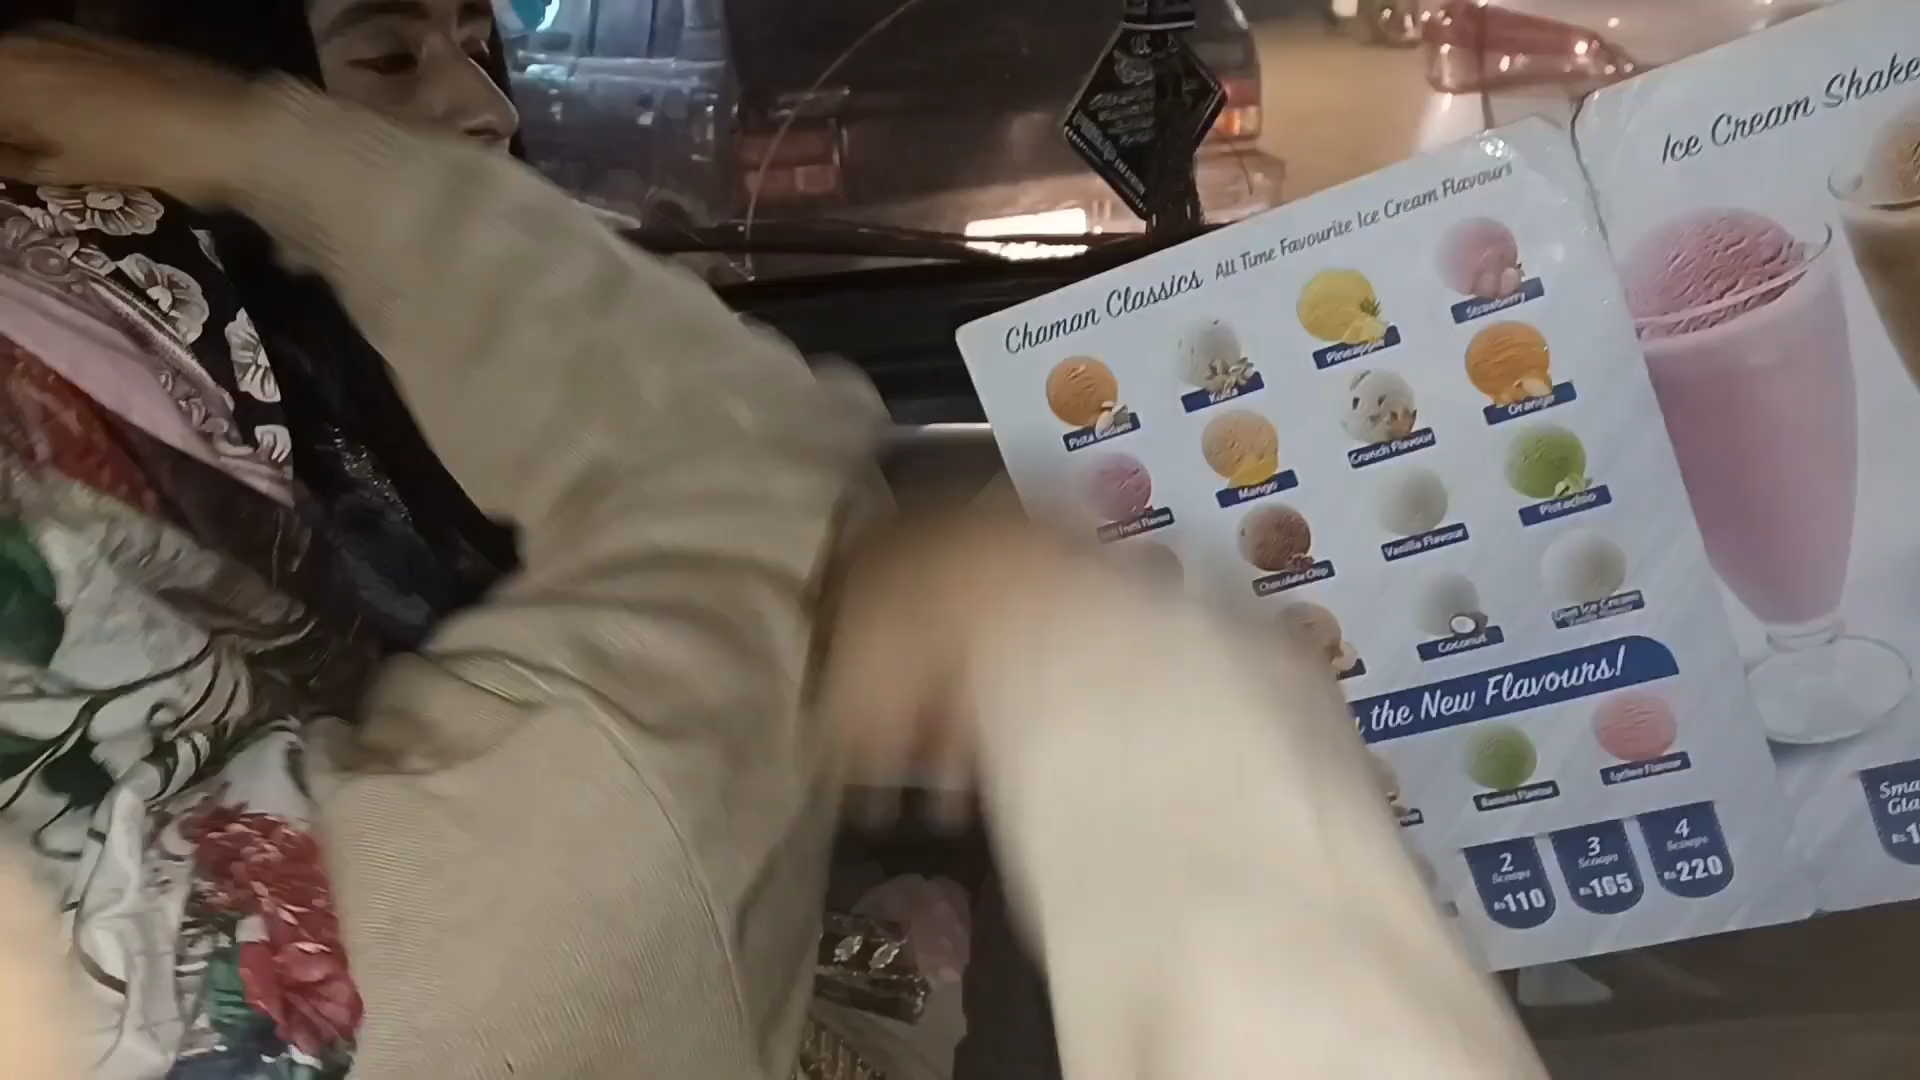 Chaman Classics All Time Favourite Ice Cream Flavours
Pista Badam
Kulfa
Pineapple
Strawberry
Mango
Crunch Flavour
Orange
Chocolate Chip
Vanilla Flavour
Pistachio
Coconut
the New Flavours!
Banana Flavour
Lychee Flavour
2 Scoops Rs110
3 Scoops Rs165
4 Scoops Rs220
Ice Cream Shake